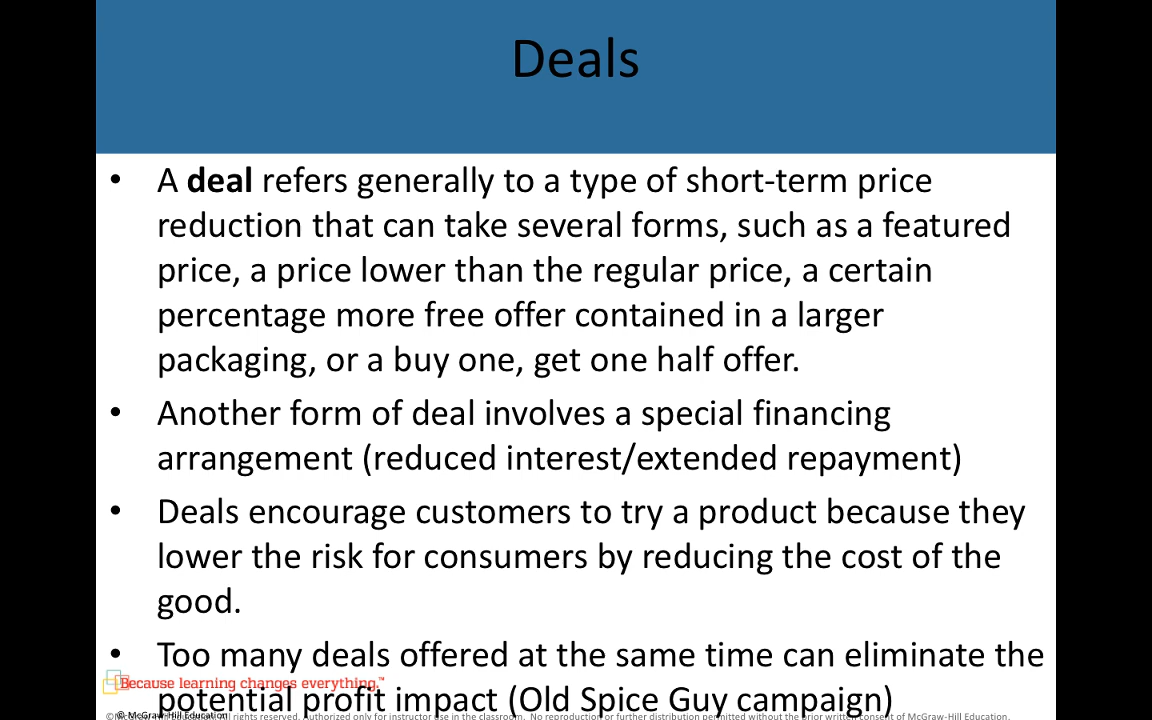 Deals
• A deal refers generally to a type of short-term price
reduction that can take several forms, such as a featured
price, a price lower than the regular price, a certain
percentage more free offer contained in a larger
packaging, or a buy one, get one half offer.
• Another form of deal involves a special financing
arrangement (reduced interest/extended repayment)
• Deals encourage customers to try a product because they
lower the risk for consumers by reducing the cost of the
good.
• Too many deals offered at the same time can eliminate the
potential profit impact (Old Spice Guy campaign)
Because learning changes everything.™
© McGraw-Hill Education
©McGraw-Hill Education. All rights reserved. Authorized only for instructor use in the classroom. No reproduction or further distribution permitted without the prior written consent of McGraw-Hill Education.